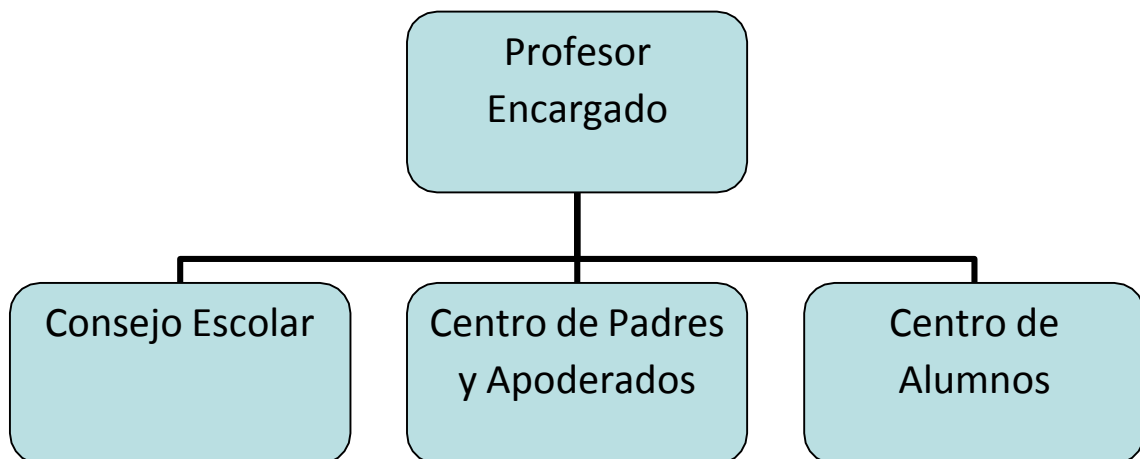 Profesor
Encargado
Consejo Escolar
Centro de Padres
y Apoderados
Centro de
Alumnos